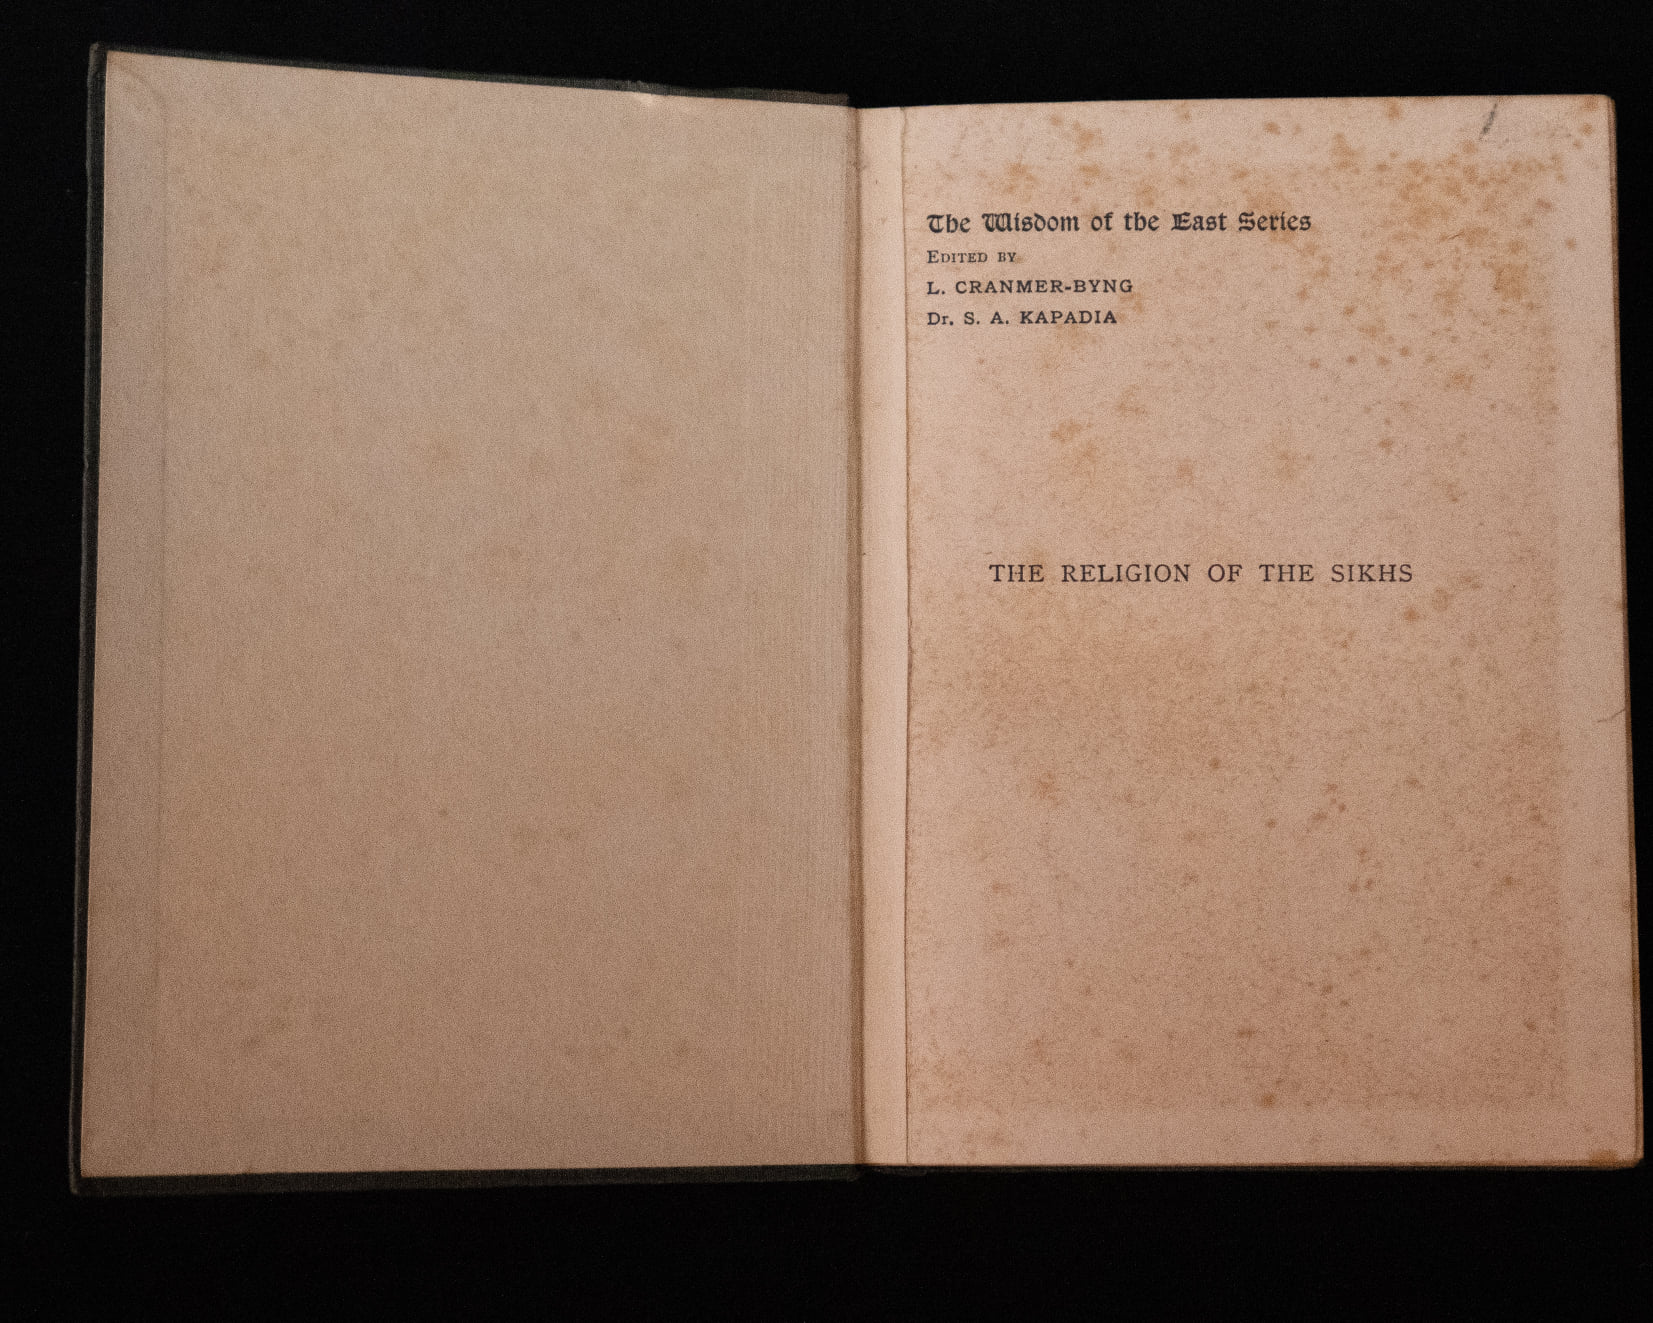 The Wisdom of the East Series
EDITED BY
L. CRANMER-BYNG
Dr. S. A. KAPADIA
THE RELIGION OF THE SIKHS